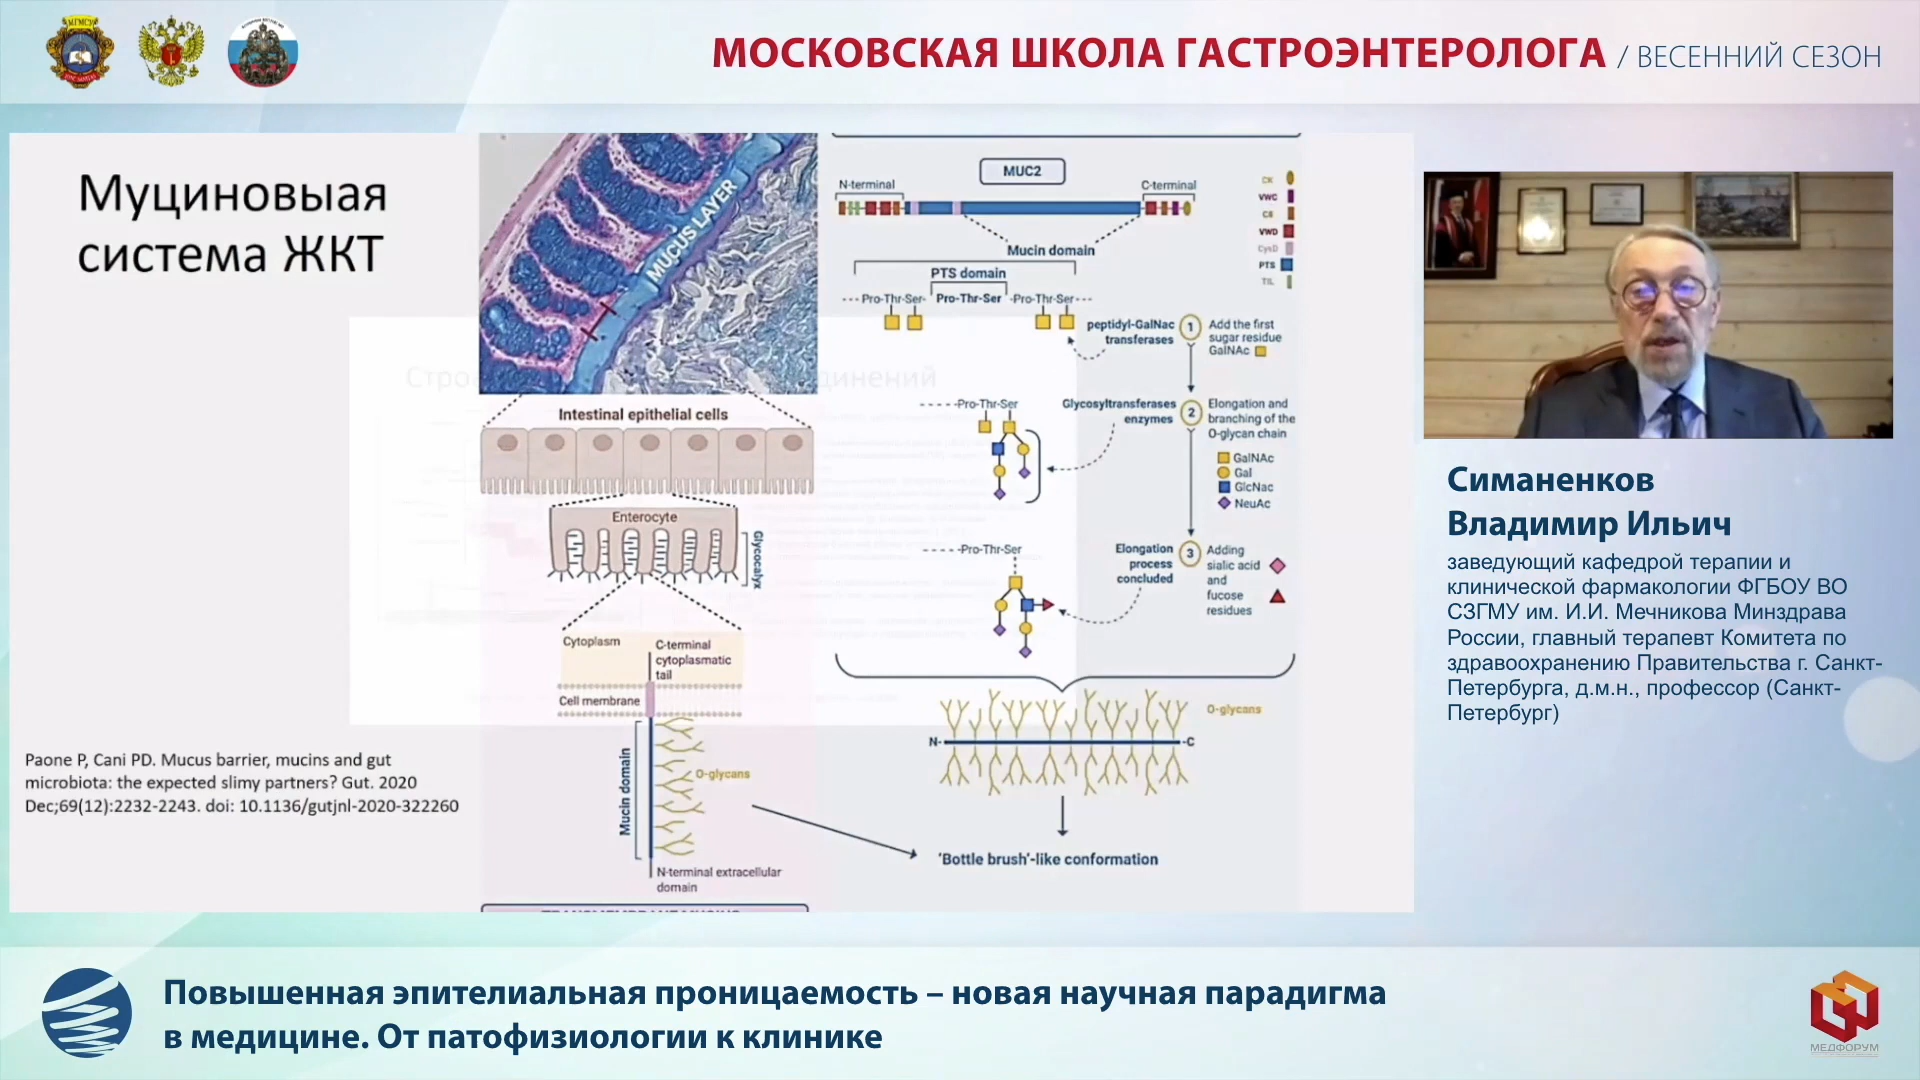 МОСКОВСКАЯ ШКОЛА ГАСТРОЭНТЕРОЛОГА / ВЕСЕННИЙ СЕЗОН
Муциновыая
система ЖКТ
MUCUS LAYER
Intestinal epithelial cells
Enterocyte
Glycocalyx
Cytoplasm
C-terminal
cytoplasmatic
tail
Cell membrane
Mucin domain
O-glycans
N-terminal extracellular
domain
Paone P, Cani PD. Mucus barrier, mucins and gut
microbiota: the expected slimy partners? Gut. 2020
Dec;69(12):2232-2243. doi: 10.1136/gutjnl-2020-322260
MUC2
N-terminal
C-terminal
CK
VWC
C8
VWD
CysD
PTS
TIL
Mucin domain
PTS domain
--- Pro-Thr-Ser- Pro-Thr-Ser -Pro-Thr-Ser---
peptidyl-GalNac
transferases
1
Add the first
sugar residue
GalNAc
-----Pro-Thr-Ser
Glycosyltransferases
enzymes
2
Elongation and
branching of the
O-glycan chain
GalNAc
Gal
GlcNac
NeuAc
-----Pro-Thr-Ser
Elongation
process
concluded
3
Adding
sialic acid
and
fucose
residues
O-glycans
N-
-C
'Bottle brush'-like conformation
Симаненков
Владимир Ильич
заведующий кафедрой терапии и
клинической фармакологии ФГБОУ ВО
СЗГМУ им. И.И. Мечникова Минздрава
России, главный терапевт Комитета по
здравоохранению Правительства г. Санкт-
Петербурга, д.м.н., профессор (Санкт-
Петербург)
Повышенная эпителиальная проницаемость – новая научная парадигма
в медицине. От патофизиологии к клинике
МЕДФОРУМ